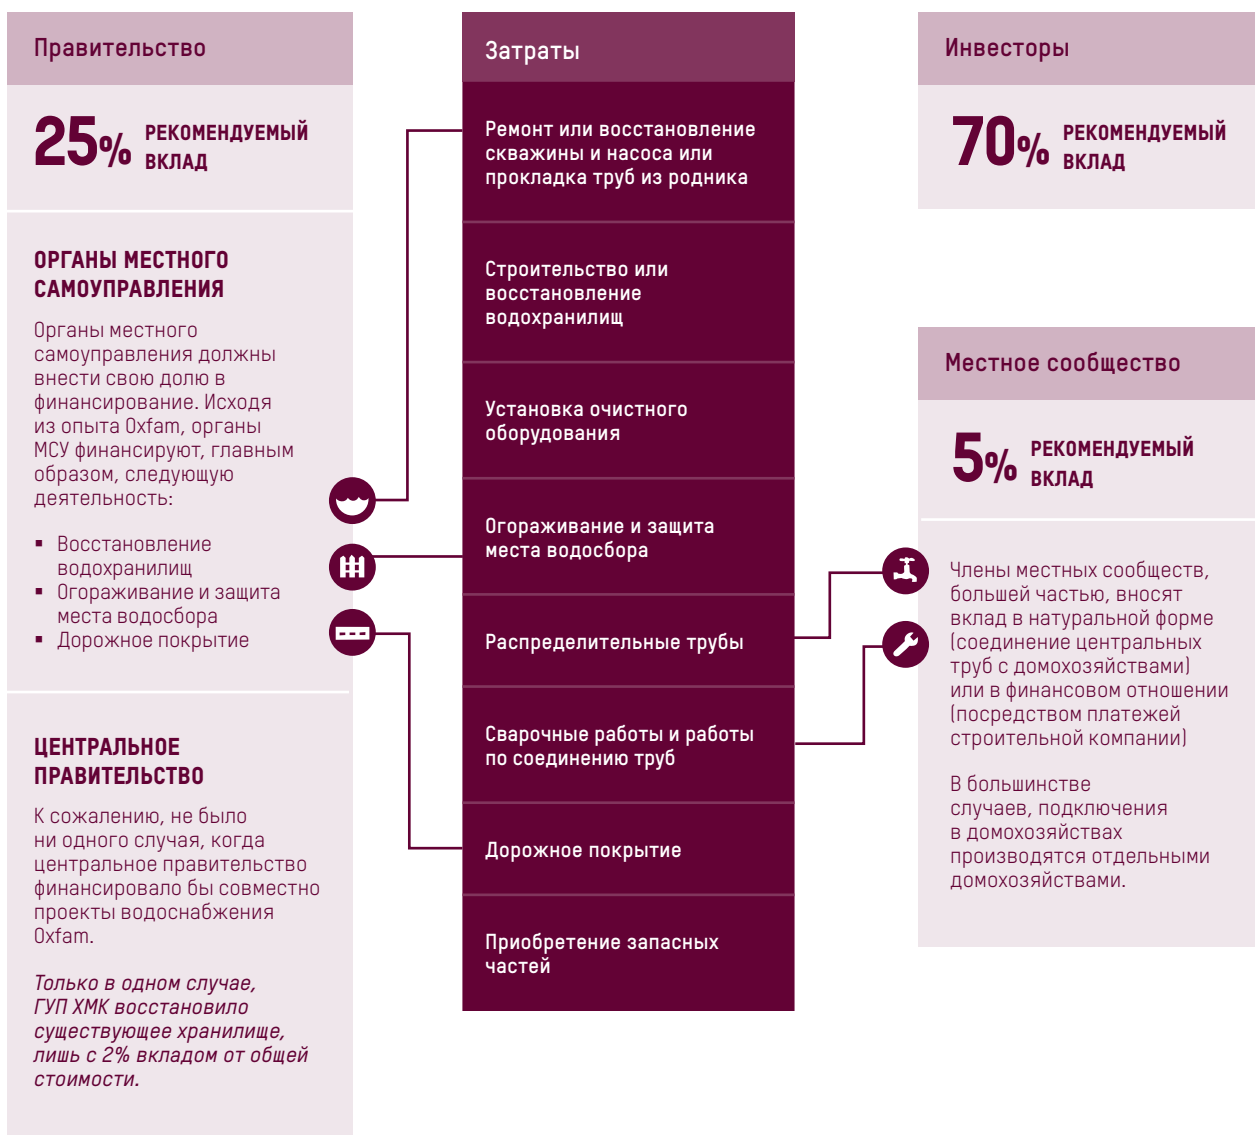 Правительство
25% РЕКОМЕНДУЕМЫЙ
ВКЛАД
ОРГАНЫ МЕСТНОГО
САМОУПРАВЛЕНИЯ
Органы местного
самоуправления должны
внести свою долю в
финансирование. Исходя
из опыта Oxfam, органы
МСУ финансируют, главным
образом, следующую
деятельность:
▪ Восстановление
водохранилищ
▪ Огораживание и защита
места водосбора
▪ Дорожное покрытие
ЦЕНТРАЛЬНОЕ
ПРАВИТЕЛЬСТВО
К сожалению, не было
ни одного случая, когда
центральное правительство
финансировало бы совместно
проекты водоснабжения
Oxfam.
Только в одном случае,
ГУП ХМК восстановило
существующее хранилище,
лишь с 2% вкладом от общей
стоимости.
Затраты
Ремонт или восстановление
скважины и насоса или
прокладка труб из родника
Строительство или
восстановление
водохранилищ
Установка очистного
оборудования
Огораживание и защита
места водосбора
Распределительные трубы
Сварочные работы и работы
по соединению труб
Дорожное покрытие
Приобретение запасных
частей
Инвесторы
70% РЕКОМЕНДУЕМЫЙ
ВКЛАД
Местное сообщество
5% РЕКОМЕНДУЕМЫЙ
ВКЛАД
Члены местных сообществ,
большей частью, вносят
вклад в натуральной форме
(соединение центральных
труб с домохозяйствами)
или в финансовом отношении
(посредством платежей
строительной компании)
В большинстве
случаев, подключения
в домохозяйствах
производятся отдельными
домохозяйствами.